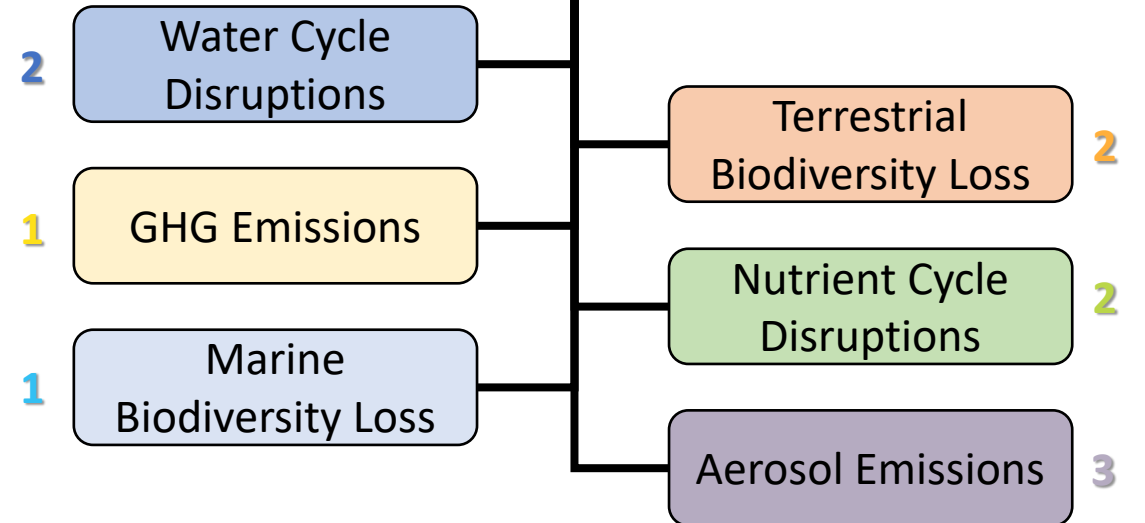 2
Water Cycle
Disruptions
Terrestrial
Biodiversity Loss
2
1
GHG Emissions
Nutrient Cycle
Disruptions
2
1
Marine
Biodiversity Loss
Aerosol Emissions
3